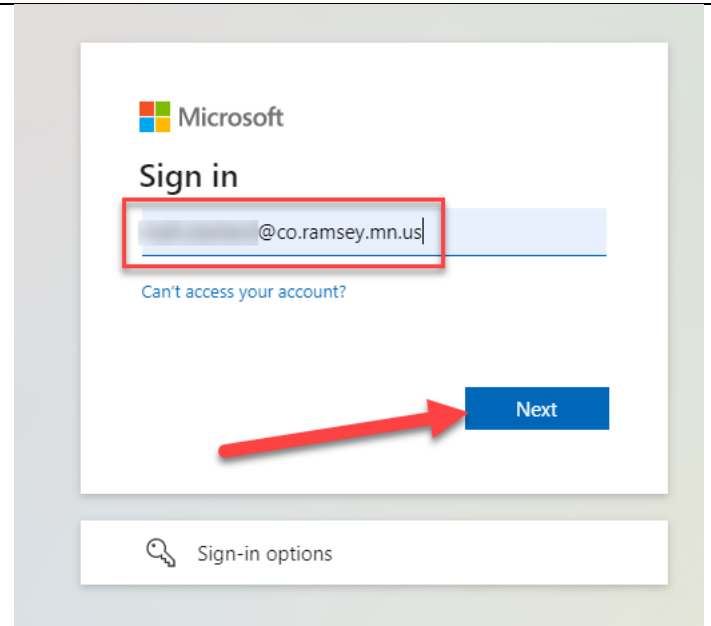 Microsoft
Sign in
@co.ramsey.mn.us
Can't access your account?
Next
Sign-in options